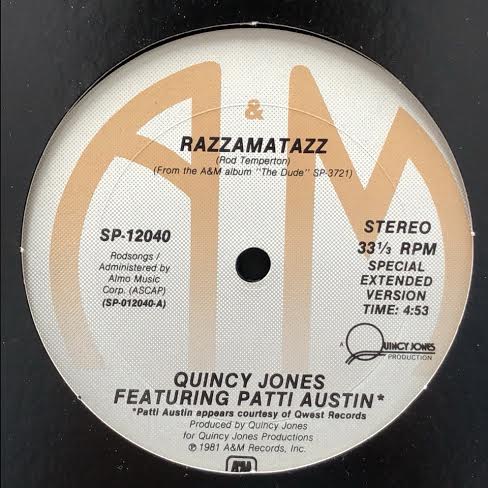 A&M
RAZZAMATAZZ
(Rod Temperton)
(From the A&M album "The Dude" SP-3721)
SP-12040
Rodsongs /
Administered by
Almo Music
Corp. (ASCAP)
(SP-012040-A)
STEREO
33⅓ RPM
SPECIAL
EXTENDED
VERSION
TIME: 4:53
A
QUINCY JONES
PRODUCTION
QUINCY JONES
FEATURING PATTI AUSTIN*
*Patti Austin appears courtesy of Qwest Records
Produced by Quincy Jones
for Quincy Jones Productions
℗ 1981 A&M Records, Inc.
A&M